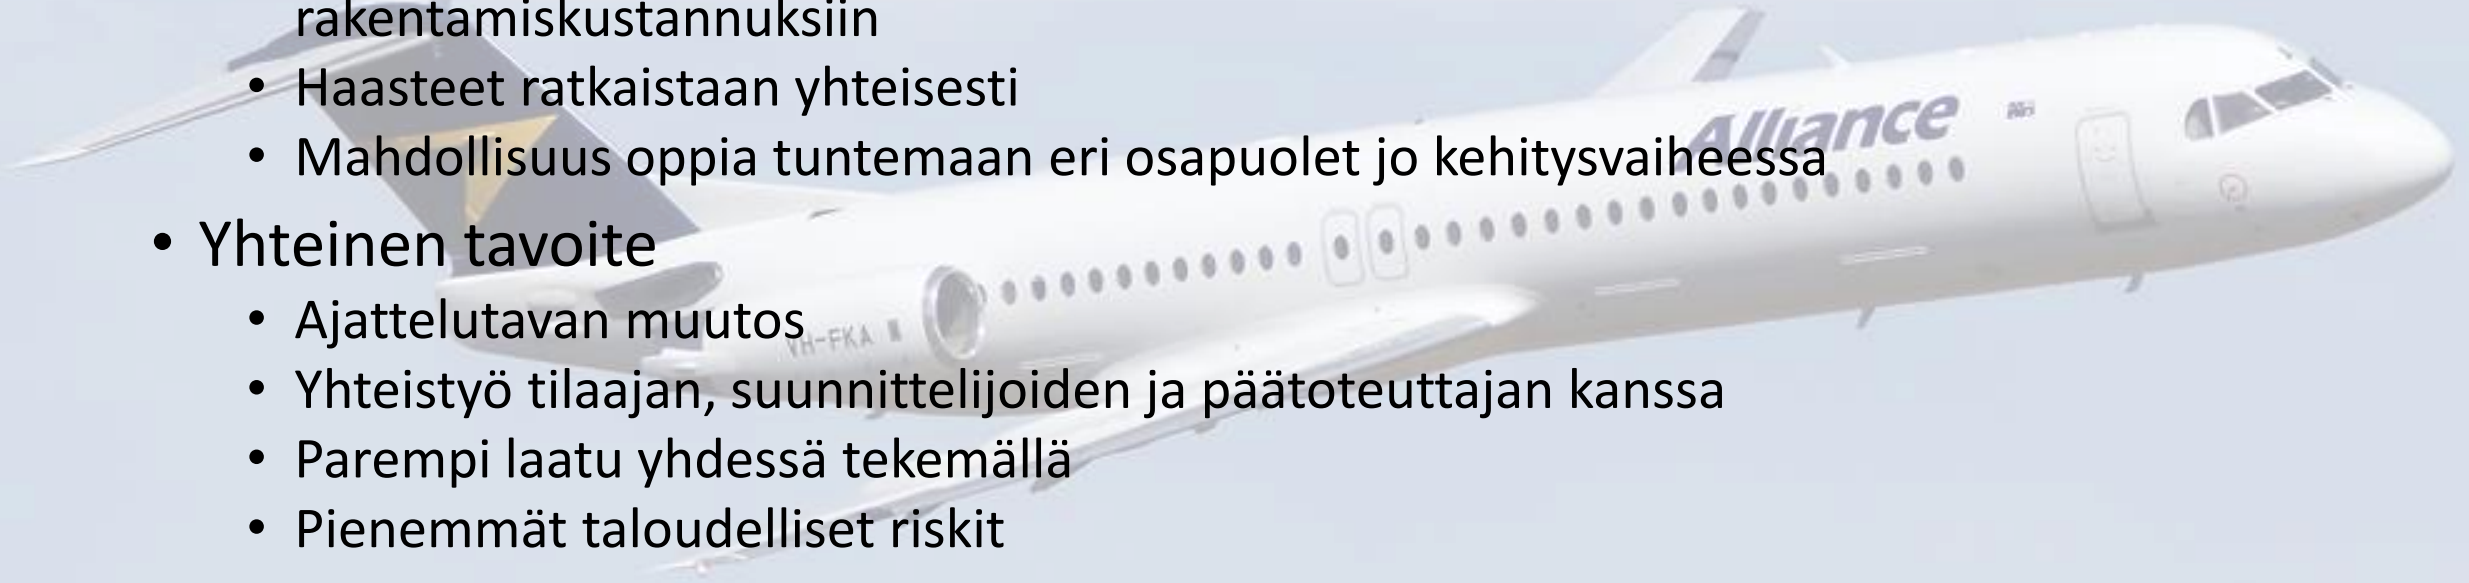 rakentamiskustannuksiin
• Haasteet ratkaistaan yhteisesti
• Mahdollisuus oppia tuntemaan eri osapuolet jo kehitysvaiheessa
• Yhteinen tavoite
• Ajattelutavan muutos
• Yhteistyö tilaajan, suunnittelijoiden ja päätoteuttajan kanssa
• Parempi laatu yhdessä tekemällä
• Pienemmät taloudelliset riskit
Alliance
VH-FKA